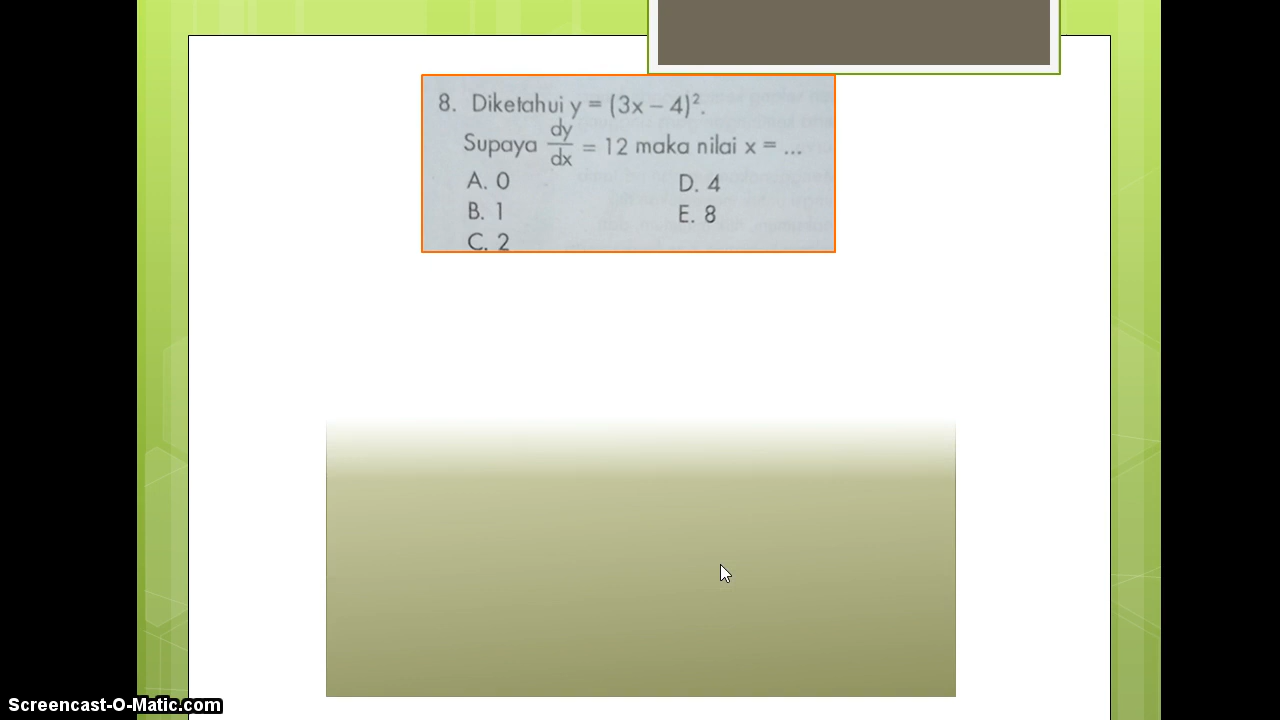 8. Diketahui y = (3x – 4)².
Supaya dy/dx = 12 maka nilai x = ...
A. 0 D. 4
B. 1 E. 8
C. 2
Screencast-O-Matic.com